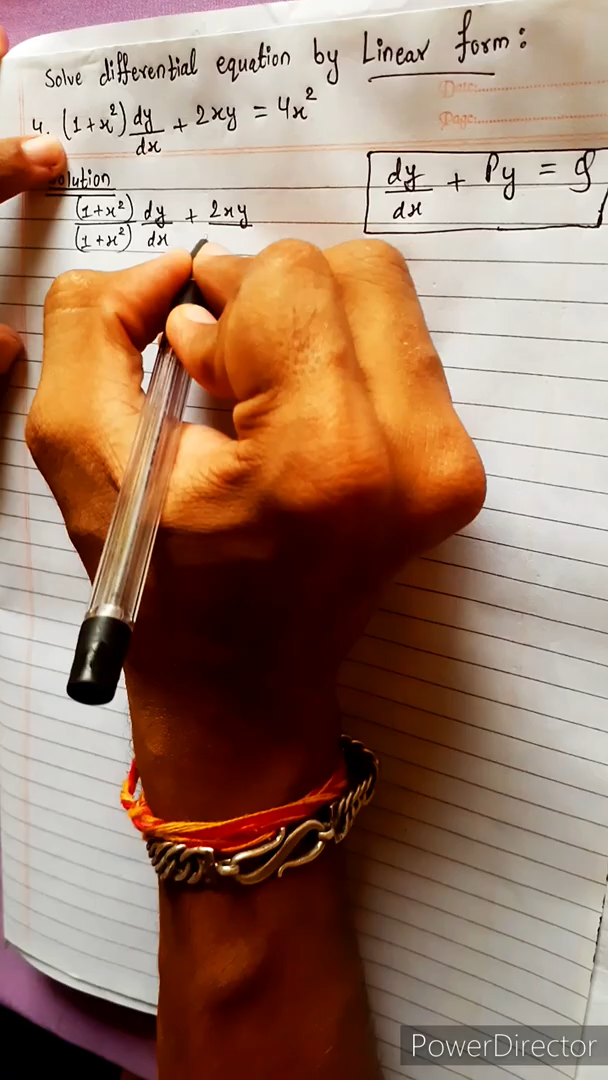 Solve differential equation by Linear form:
Date:
Page:
4. (1+x²) dy/dx + 2xy = 4x²
Solution
dy/dx + Py = Q
(1+x²)/(1+x²) dy/dx + 2xy
PowerDirector